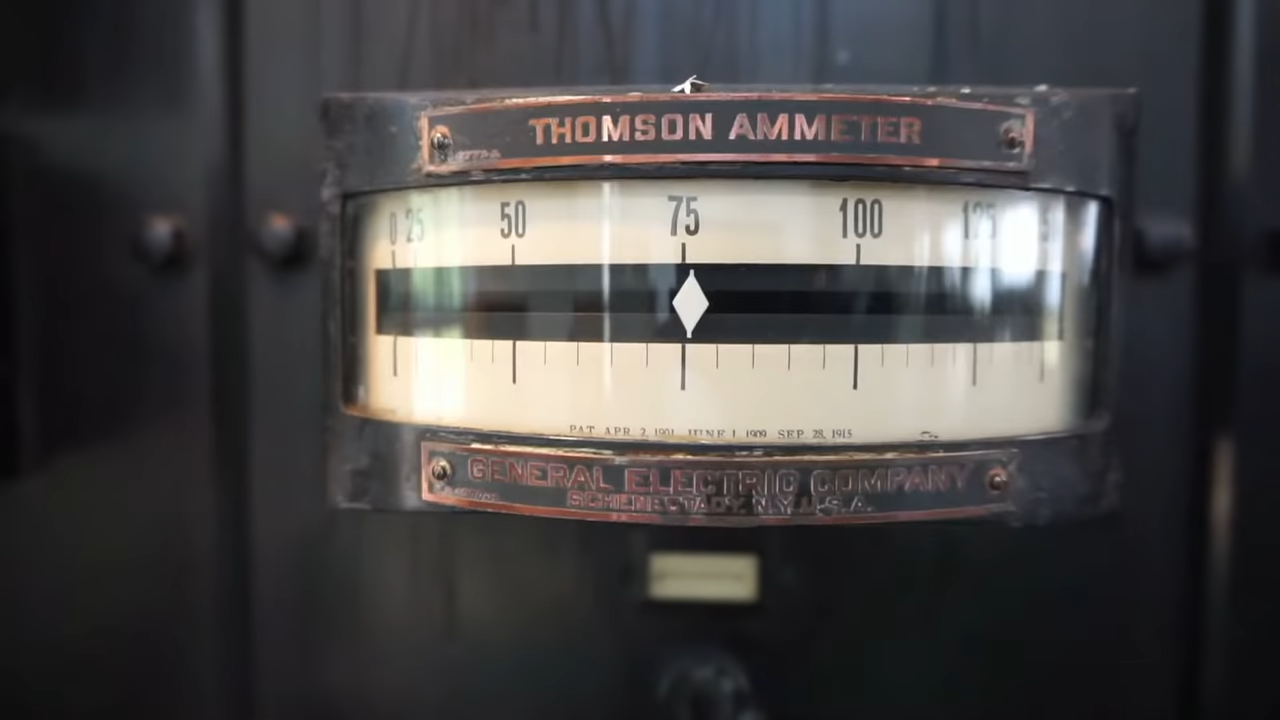 THOMSON AMMETER
0 25 50 75 100 125
PAT. APR. 2, 1901. JUNE 1, 1909. SEP. 28, 1915.
GENERAL ELECTRIC COMPANY
SCHENECTADY, N.Y. U.S.A.